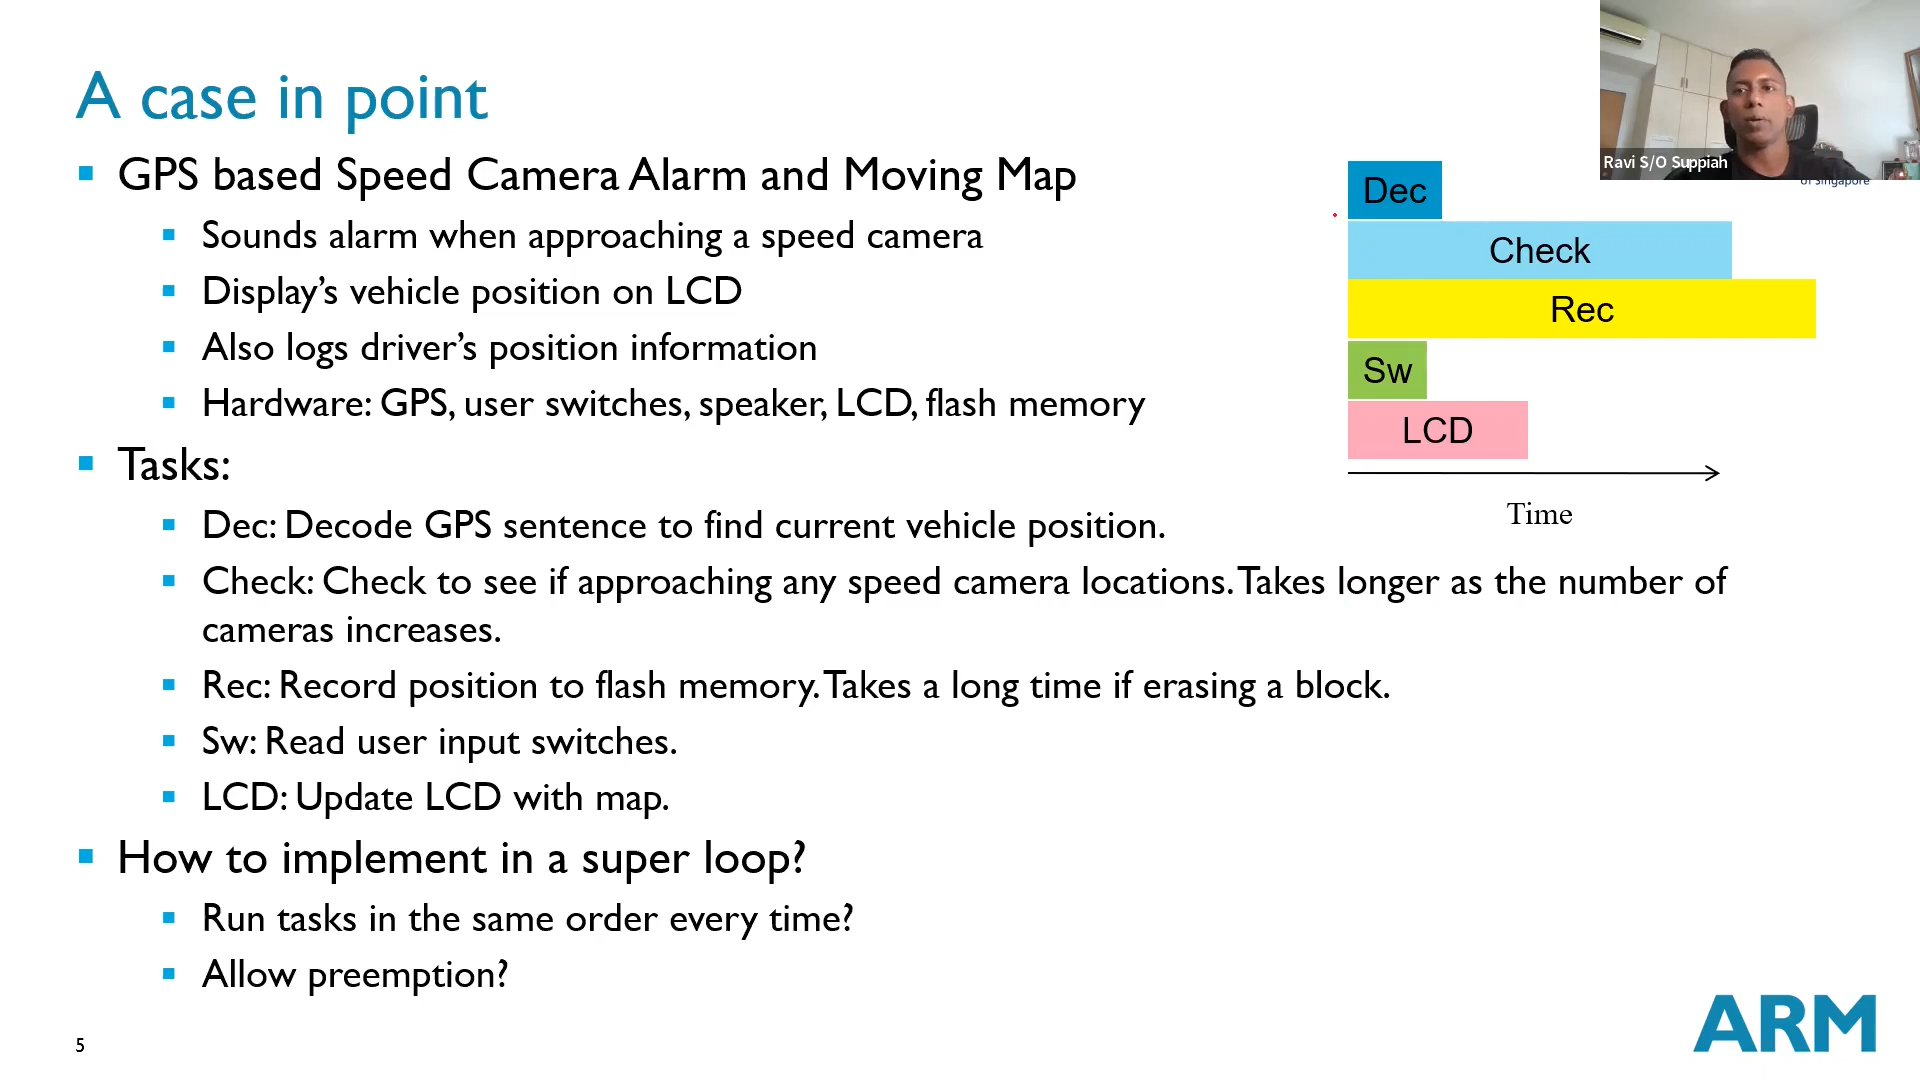 A case in point
GPS based Speed Camera Alarm and Moving Map
Sounds alarm when approaching a speed camera
Display’s vehicle position on LCD
Also logs driver’s position information
Hardware: GPS, user switches, speaker, LCD, flash memory
Tasks:
Dec: Decode GPS sentence to find current vehicle position.
Check: Check to see if approaching any speed camera locations. Takes longer as the number of
cameras increases.
Rec: Record position to flash memory. Takes a long time if erasing a block.
Sw: Read user input switches.
LCD: Update LCD with map.
How to implement in a super loop?
Run tasks in the same order every time?
Allow preemption?
5
Ravi S/O Suppiah
of Singapore
Dec
Check
Rec
Sw
LCD
Time
ARM